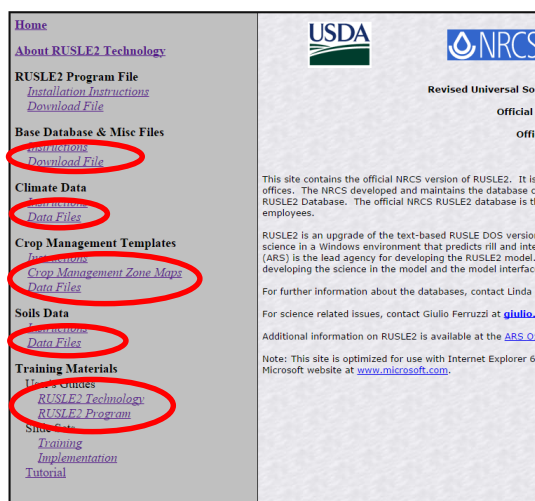 Home
About RUSLE2 Technology
RUSLE2 Program File
Installation Instructions
Download File
Base Database & Misc Files
Instructions
Download File
Climate Data
Instructions
Data Files
Crop Management Templates
Instructions
Crop Management Zone Maps
Data Files
Soils Data
Instructions
Data Files
Training Materials
User's Guides
RUSLE2 Technology
RUSLE2 Program
Slide Sets
Training
Implementation
Tutorial
USDA
NRCS
Revised Universal So
Official
Offi
This site contains the official NRCS version of RUSLE2. It is
offices. The NRCS developed and maintains the database c
RUSLE2 Database. The official NRCS RUSLE2 database is th
employees.
RUSLE2 is an upgrade of the text-based RUSLE DOS versio
science in a Windows environment that predicts rill and inte
(ARS) is the lead agency for developing the RUSLE2 model.
developing the science in the model and the model interfac
For further information about the databases, contact Linda
For science related issues, contact Giulio Ferruzzi at giulio.
Additional information on RUSLE2 is available at the ARS O
Note: This site is optimized for use with Internet Explorer 6
Microsoft website at www.microsoft.com.